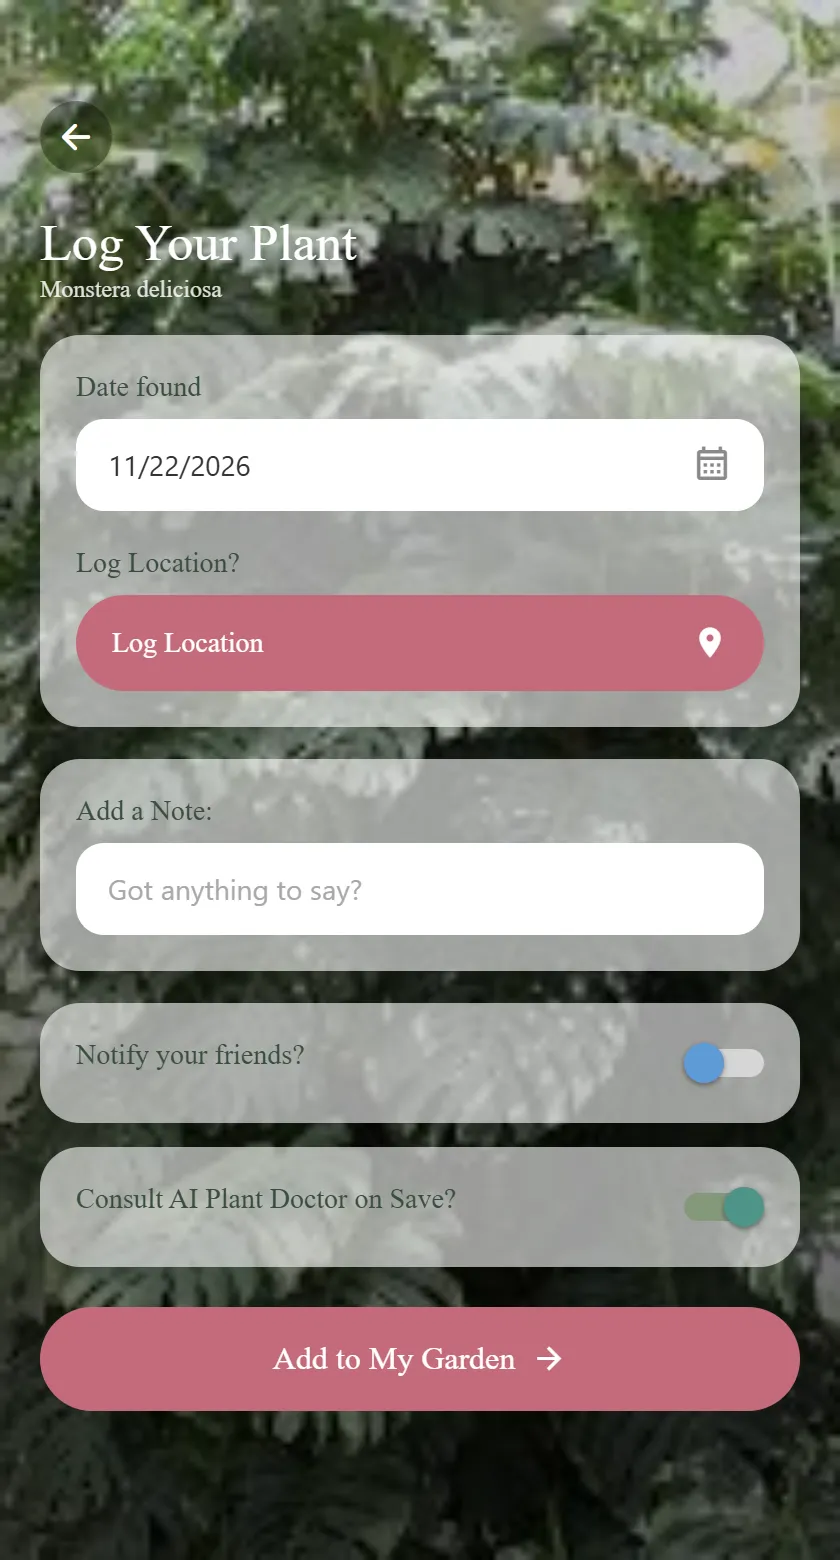 Log Your Plant
Monstera deliciosa
Date found
11/22/2026
Log Location?
Log Location
Add a Note:
Got anything to say?
Notify your friends?
Consult AI Plant Doctor on Save?
Add to My Garden